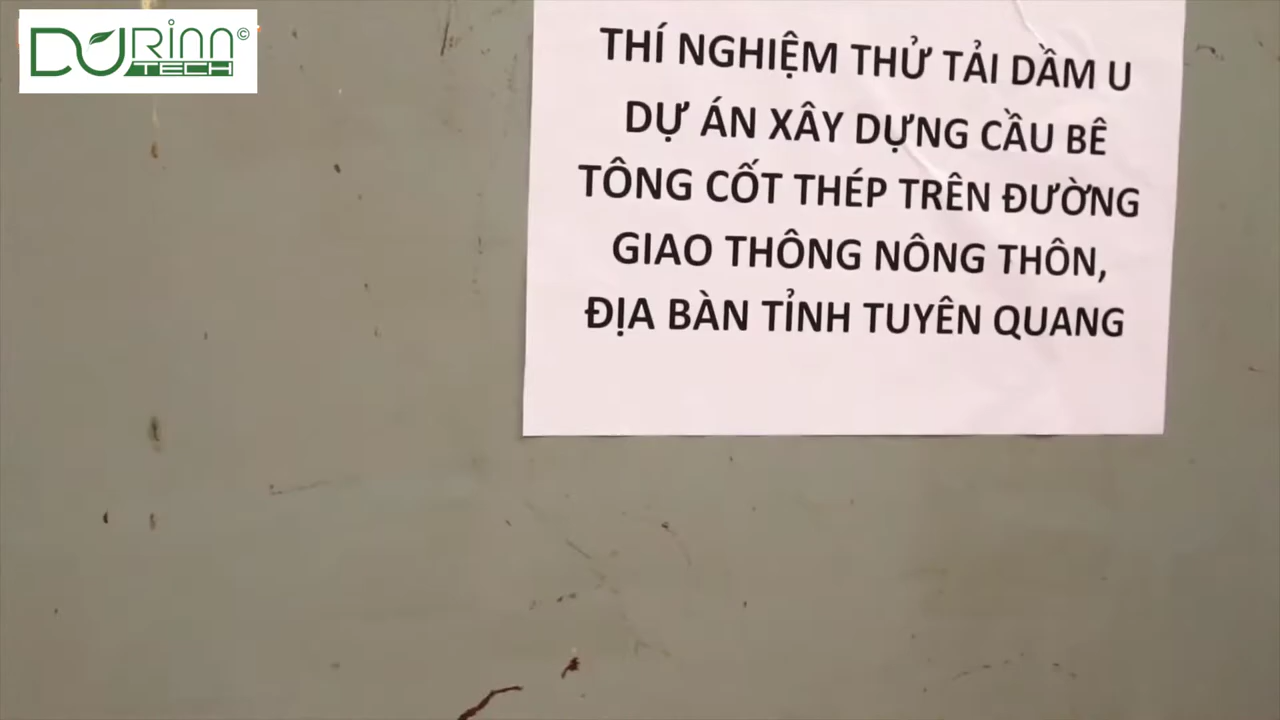 DURINN©
TECH
THÍ NGHIỆM THỬ TẢI DẦM U
DỰ ÁN XÂY DỰNG CẦU BÊ
TÔNG CỐT THÉP TRÊN ĐƯỜNG
GIAO THÔNG NÔNG THÔN,
ĐỊA BÀN TỈNH TUYÊN QUANG